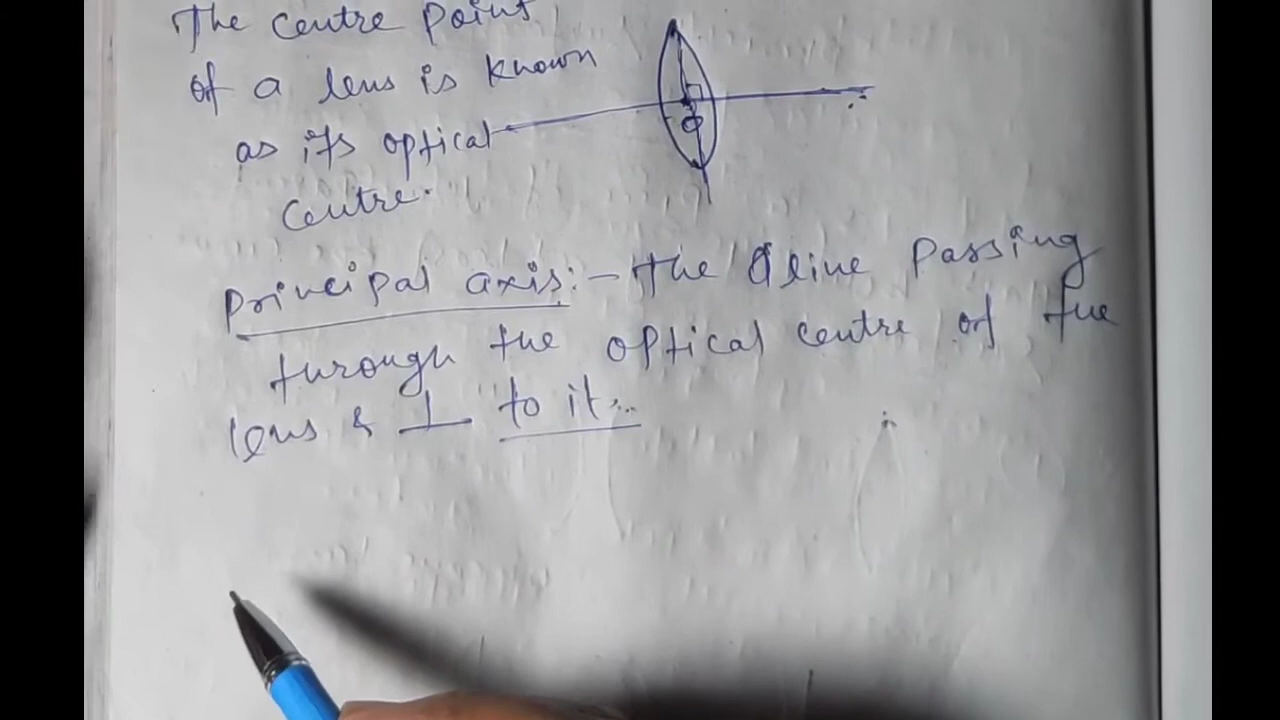 The centre point
of a lens is known
as its optical
Centre.
O
Principal axis:- The line passing
through the optical centre of the
lens & ⊥ to it.